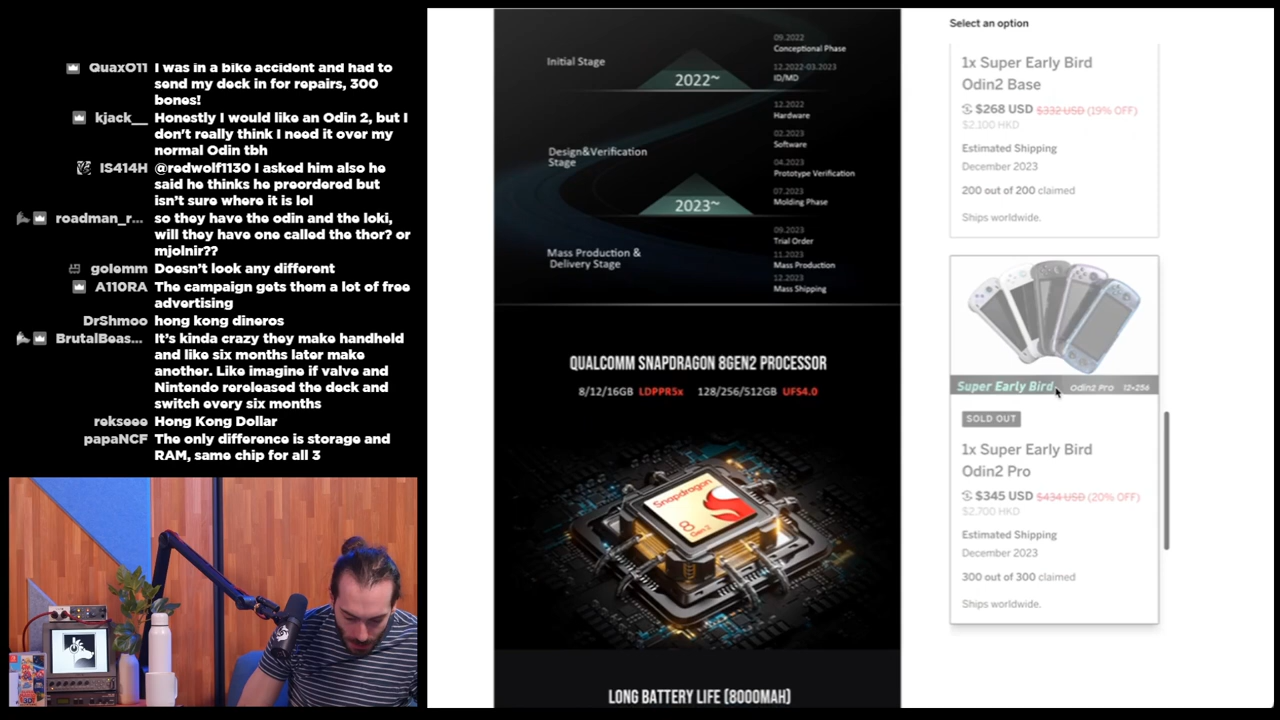 QuaxO11 I was in a bike accident and had to
send my deck in for repairs, 300
bones!
kjack__ Honestly I would like an Odin2 but I
don't really think I need it over my
normal Odin tbh
@redwolf1130 I think he also he
said he thinks he preordered but
isn't sure where it is lol
roadman_r... so they have the odin and the loki,
will they have one called the thor? or
mjolnir??
Doesn't look any different
The campaign gets them a lot of free
advertising
DrShmoo hong kong dineros
BrutalBeas... It's kinda crazy they make handheld
and like six months later make
another. Like imagine if valve and
Nintendo rereleased the deck and
switch every six months
rokseee Hong Kong Dong
papaNCF The only difference is storage and
RAM, same chip for all 3
Initial Stage
2022~
09.2022
Conceptional Phase
12.2022-03.2023
ID/MD
12.2022
Hardware
02.2023
Software
Design&Verification
Stage
04.2023
Prototype Verification
07.2023
Molding Phase
2023~
09.2023
Trial Order
Mass Production &
Delivery Stage
11.2023
Mass Production
12.2023
Mass Shipping
QUALCOMM SNAPDRAGON 8GEN2 PROCESSOR
8/12/16GB LDPPR5x 128/256/512GB UFS4.0
Snapdragon
8
Gen 2
LONG BATTERY LIFE (8000MAH)
Select an option
1x Super Early Bird
Odin2 Base
$268 USD $332 USD (19% OFF)
$2,100 HKD
Estimated Shipping
December 2023
200 out of 200 claimed
Ships worldwide.
Super Early Bird Odin2 Pro 12+256
SOLD OUT
1x Super Early Bird
Odin2 Pro
$345 USD $434 USD (20% OFF)
$2,700 HKD
Estimated Shipping
December 2023
300 out of 300 claimed
Ships worldwide.